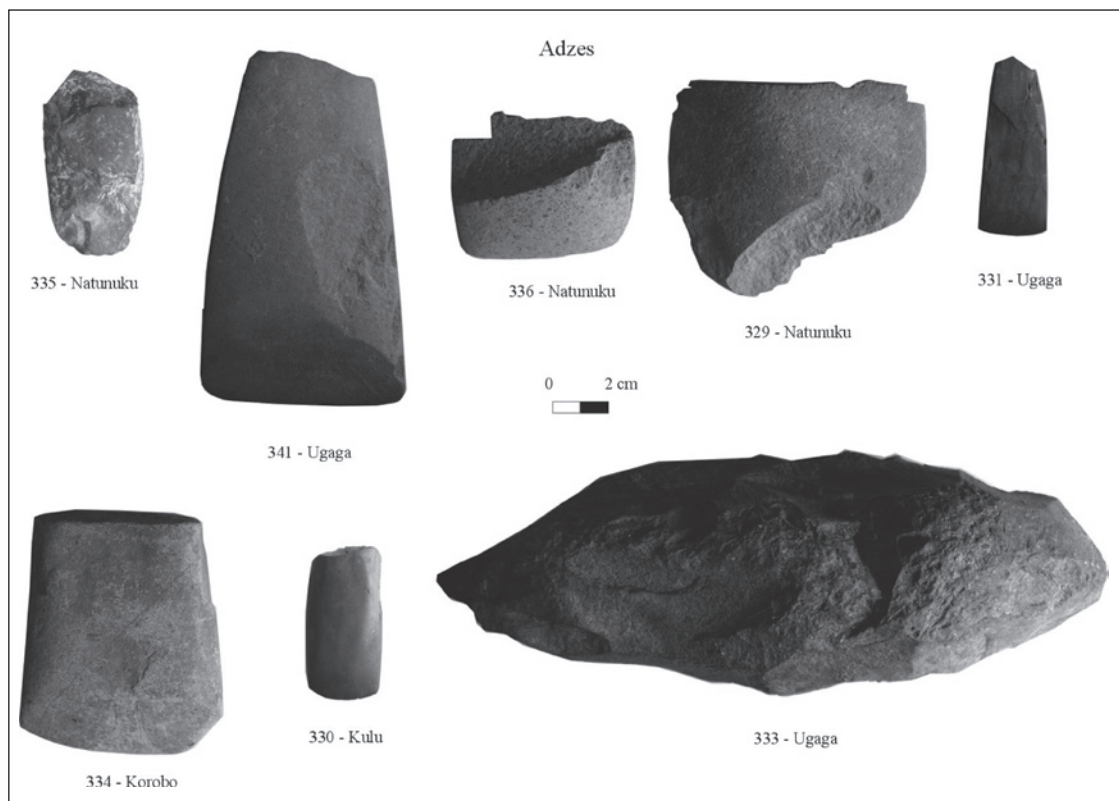 Adzes
335 - Natunuku
341 - Ugaga
336 - Natunuku
329 - Natunuku
331 - Ugaga
0 2 cm
334 - Korobo
330 - Kulu
333 - Ugaga